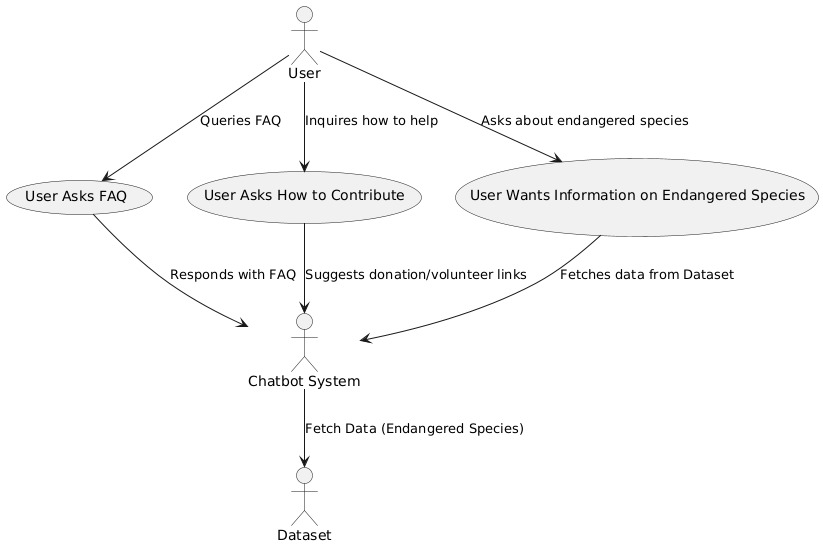 User
Queries FAQ
Inquires how to help
Asks about endangered species
User Asks FAQ
User Asks How to Contribute
User Wants Information on Endangered Species
Responds with FAQ
Suggests donation/volunteer links
Fetches data from Dataset
Chatbot System
Fetch Data (Endangered Species)
Dataset